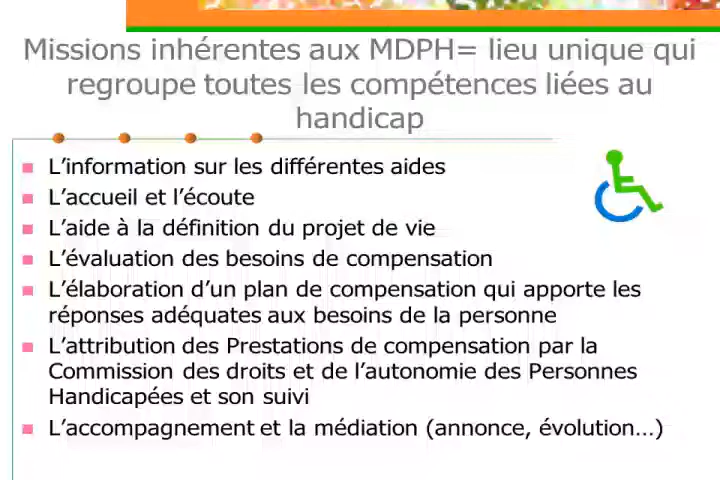 Missions inhérentes aux MDPH= lieu unique qui
regroupe toutes les compétences liées au
handicap
L'information sur les différentes aides
L'accueil et l'écoute
L'aide à la définition du projet de vie
L'évaluation des besoins de compensation
L'élaboration d'un plan de compensation qui apporte les
réponses adéquates aux besoins de la personne
L'attribution des Prestations de compensation par la
Commission des droits et de l'autonomie des Personnes
Handicapées et son suivi
L'accompagnement et la médiation (annonce, évolution...)